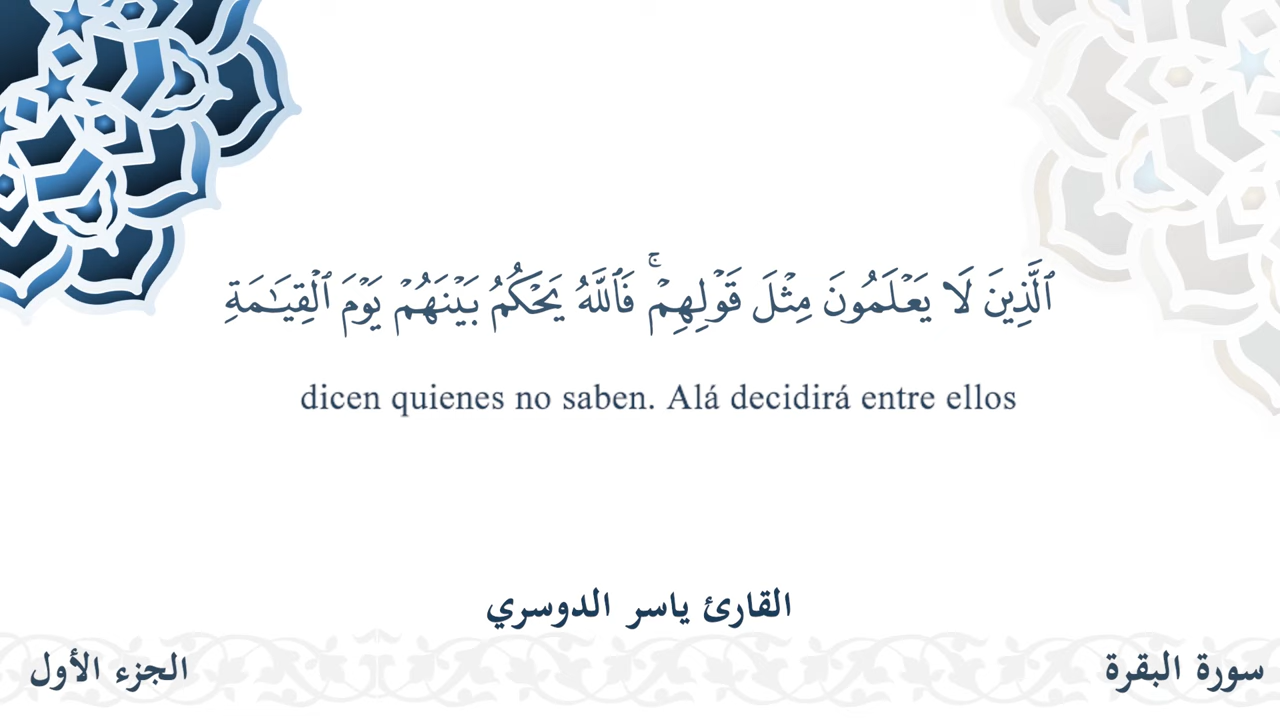 ٱلَّذِينَ لَا يَعۡلَمُونَ مِثۡلَ قَوۡلِهِمۡۚ فَٱللَّهُ يَحۡكُمُ بَيۡنَهُمۡ يَوۡمَ ٱلۡقِيَٰمَةِ
dicen quienes no saben. Alá decidirá entre ellos
القارئ ياسر الدوسري
سورة البقرة
الجزء الأول